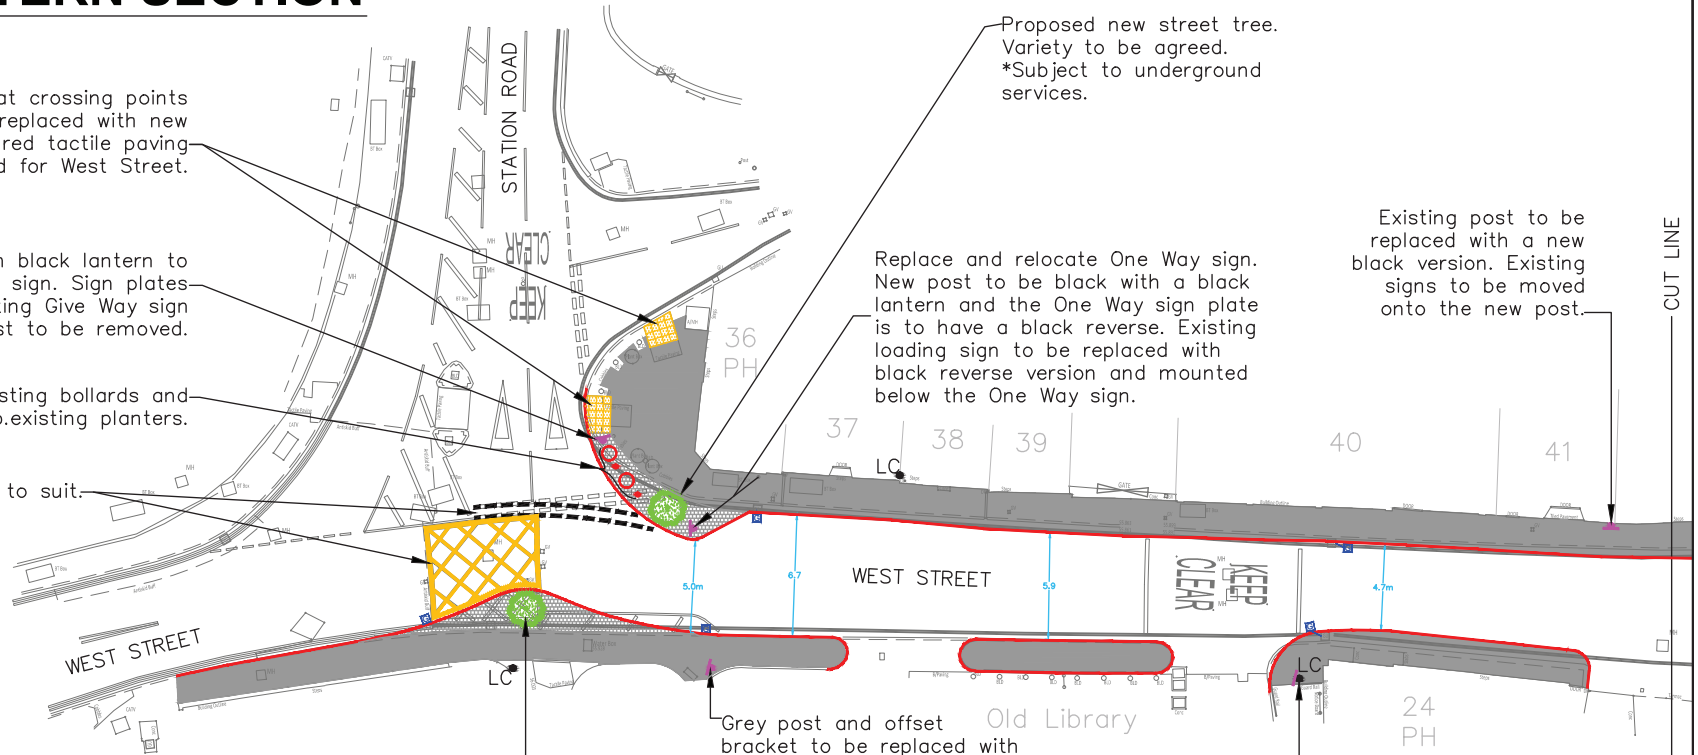 TERN SECTION
at crossing points
replaced with new
red tactile paving
d for West Street.
black lantern to
sign. Sign plates
king Give Way sign
st to be removed.
sting bollards and
o.existing planters.
to suit.
STATION ROAD
KEEP
CLEAR
Proposed new street tree.
Variety to be agreed.
*Subject to underground
services.
Replace and relocate One Way sign.
New post to be black with a black
lantern and the One Way sign plate
is to have a black reverse. Existing
loading sign to be replaced with
black reverse version and mounted
below the One Way sign.
Existing post to be
replaced with a new
black version. Existing
signs to be moved
onto the new post.
CUT LINE
36
PH
37
38
39
40
41
LC
GATE
GATE
5.0m
6.7
WEST STREET
5.9
KEEP
CLEAR
4.7m
WEST STREET
LC
LC
Grey post and offset
bracket to be replaced with
Old Library
24
PH